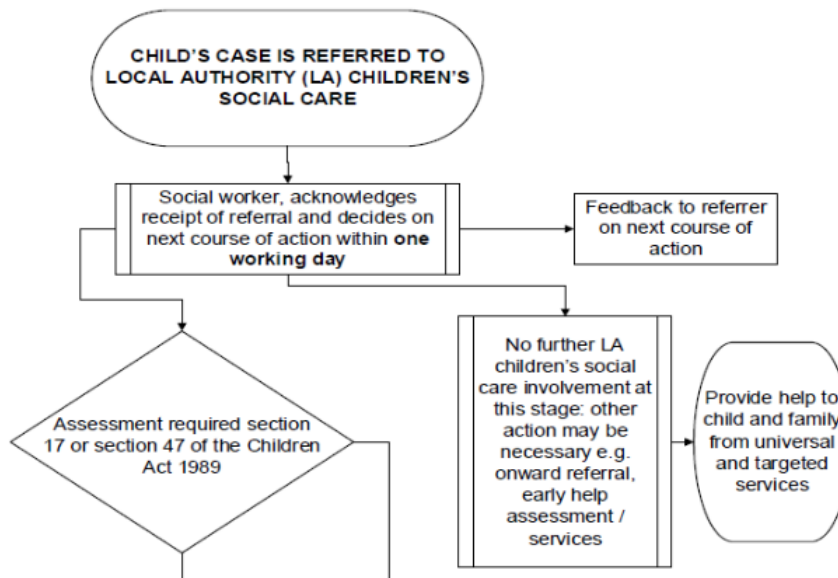 CHILD'S CASE IS REFERRED TO
LOCAL AUTHORITY (LA) CHILDREN'S
SOCIAL CARE
Social worker, acknowledges
receipt of referral and decides on
next course of action within one
working day
Feedback to referrer
on next course of
action
Assessment required section
17 or section 47 of the Children
Act 1989
No further LA
children's social
care involvement at
this stage: other
action may be
necessary e.g.
onward referral,
early help
assessment /
services
Provide help to
child and family
from universal
and targeted
services